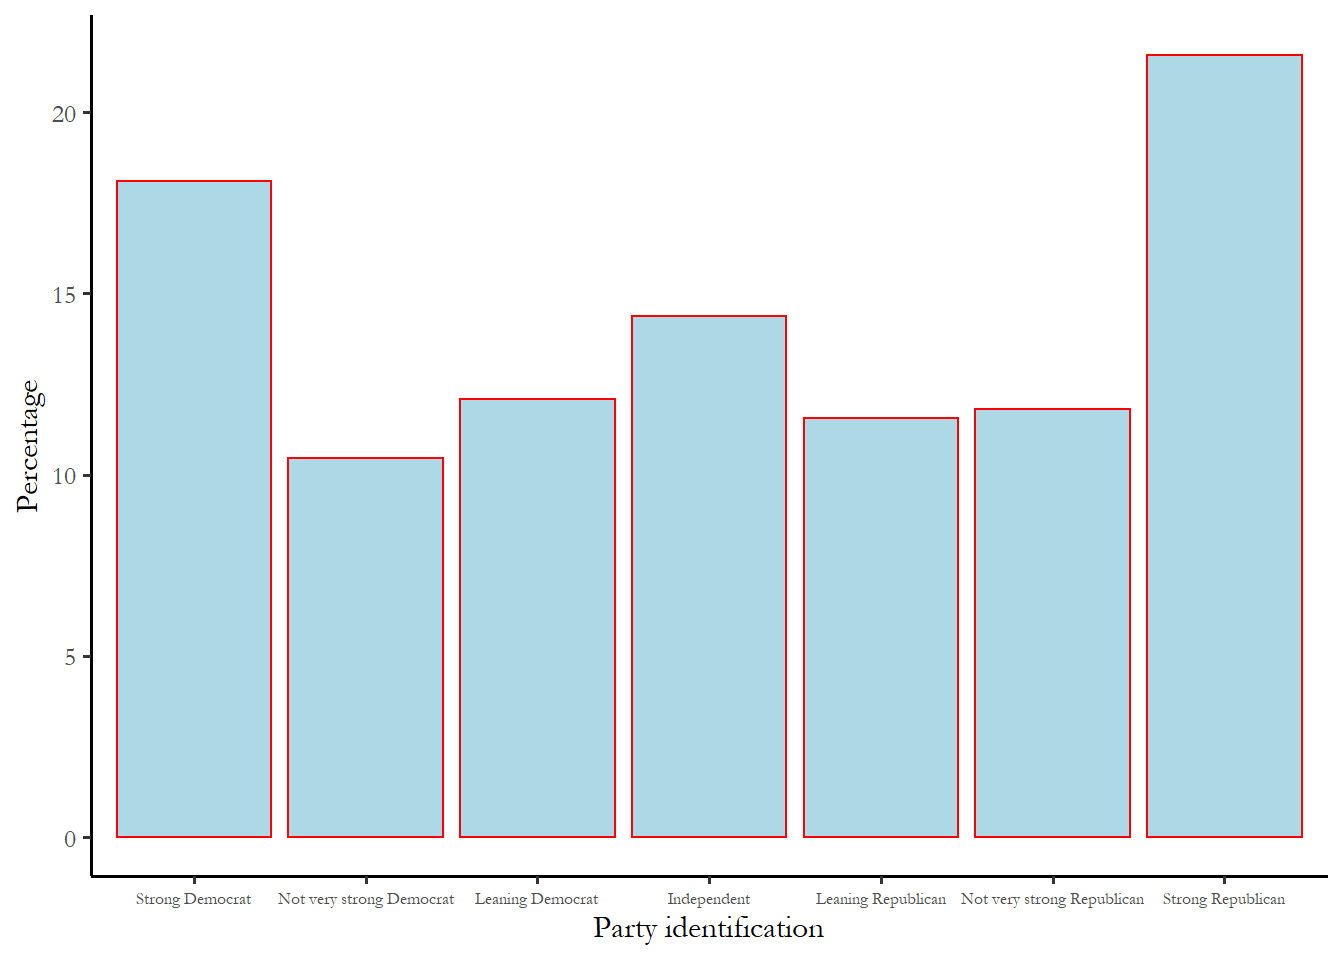 20
15
10
5
0
Percentage
Strong Democrat Not very strong Democrat Leaning Democrat Independent Leaning Republican Not very strong Republican Strong Republican
Party identification